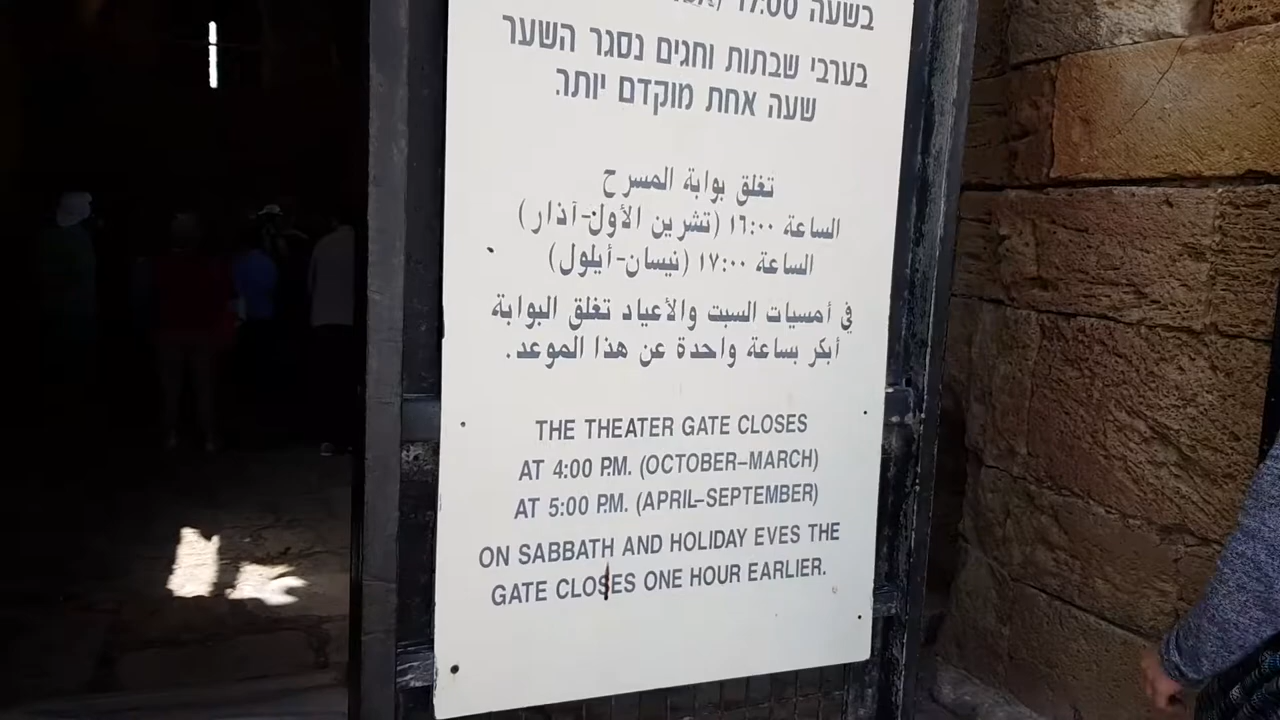 בשעה 17:00
בערבי שבתות וחגים נסגר השער
שעה אחת מוקדם יותר.
تغلق بوابة المسرح
الساعة ١٦:٠٠ (تشرين الأول-آذار)
الساعة ١٧:٠٠ (نيسان-أيلول)
في أمسيات السبت والأعياد تغلق البوابة
أبكر بساعة واحدة عن هذا الموعد.
THE THEATER GATE CLOSES
AT 4:00 P.M. (OCTOBER–MARCH)
AT 5:00 P.M. (APRIL–SEPTEMBER)
ON SABBATH AND HOLIDAY EVES THE
GATE CLOSES ONE HOUR EARLIER.